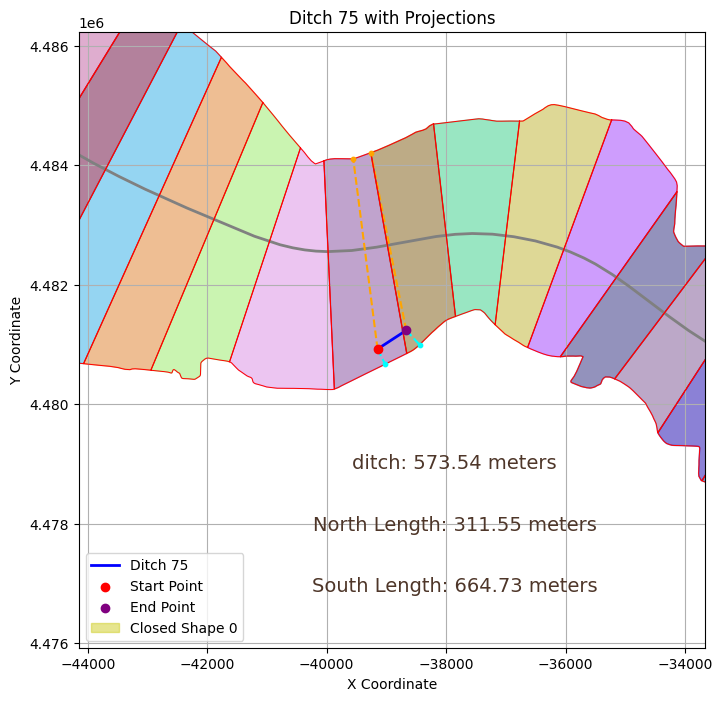 Ditch 75 with Projections
1e6
4.486
4.484
4.482
4.480
4.478
4.476
Y Coordinate
ditch: 573.54 meters
North Length: 311.55 meters
South Length: 664.73 meters
Ditch 75
Start Point
End Point
Closed Shape 0
−44000 −42000 −40000 −38000 −36000 −34000
X Coordinate